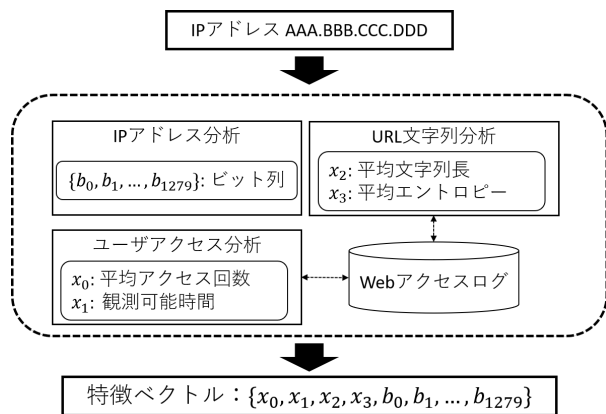 IPアドレス AAA.BBB.CCC.DDD
IPアドレス分析
{b₀, b₁, ..., b₁₂₇₉}: ビット列
URL文字列分析
x₂: 平均文字列長
x₃: 平均エントロピー
ユーザアクセス分析
x₀: 平均アクセス回数
x₁: 観測可能時間
Webアクセスログ
特徴ベクトル：{x₀, x₁, x₂, x₃, b₀, b₁, ..., b₁₂₇₉}